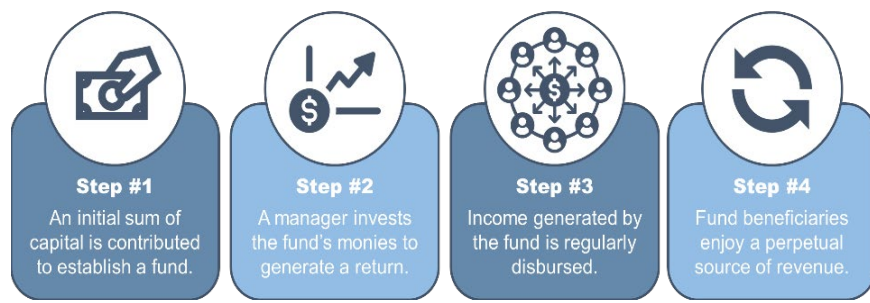 Step #1
An initial sum of
capital is contributed
to establish a fund.
Step #2
A manager invests
the fund's monies to
generate a return.
Step #3
Income generated by
the fund is regularly
disbursed.
Step #4
Fund beneficiaries
enjoy a perpetual
source of revenue.